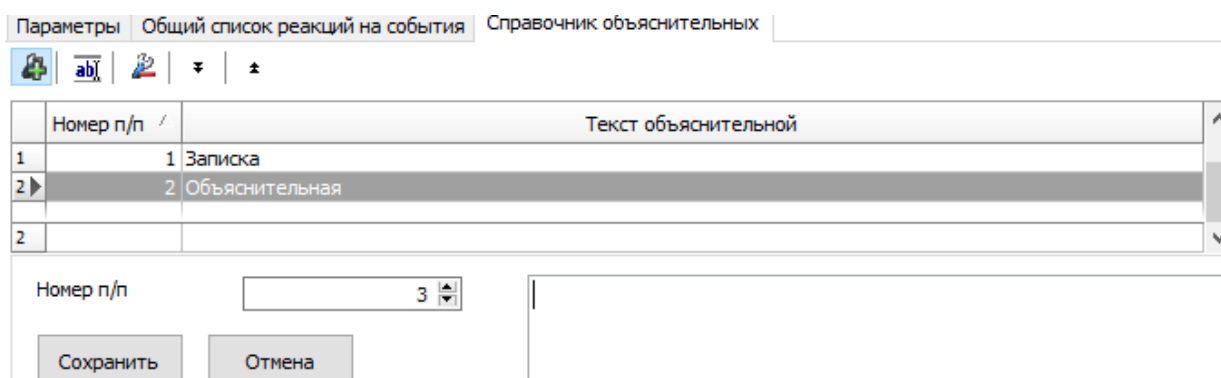 Параметры Общий список реакций на события Справочник объяснительных
ab
Номер п/п Текст объяснительной
1 1 Записка
2 2 Объяснительная
2
Номер п/п 3
Сохранить Отмена